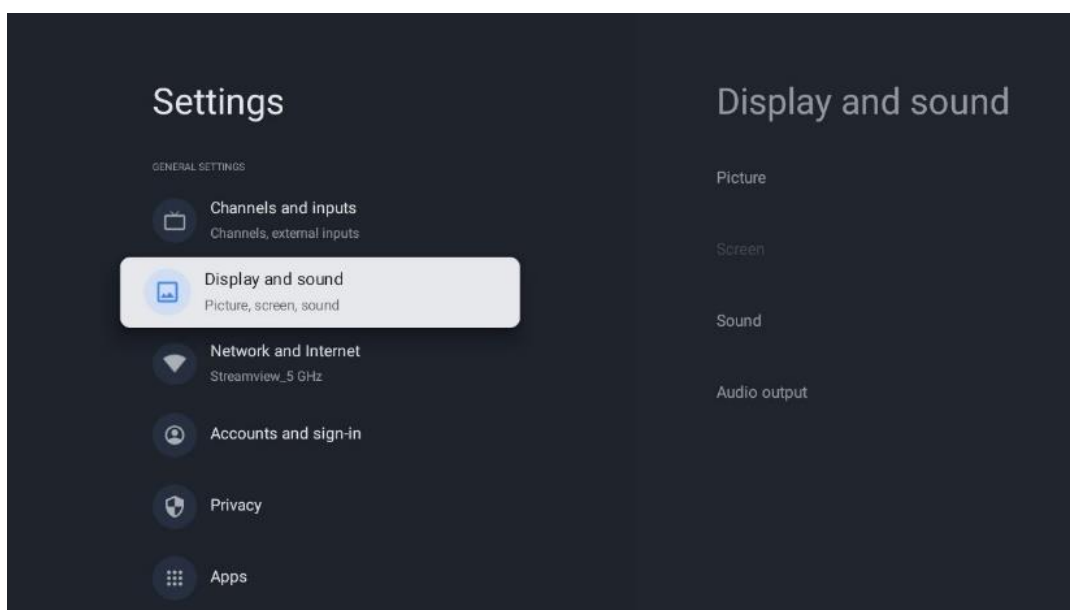 Settings
GENERAL SETTINGS
Channels and inputs
Channels, external inputs
Display and sound
Picture, screen, sound
Network and Internet
Streamview_5 GHz
Accounts and sign-in
Privacy
Apps
Display and sound
Picture
Screen
Sound
Audio output